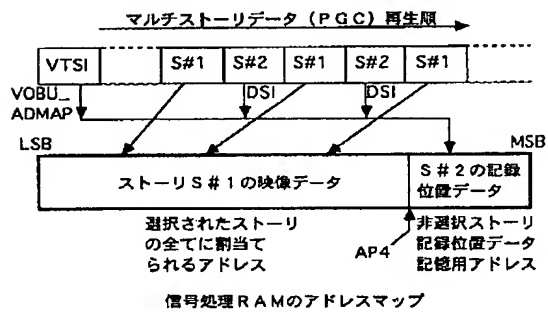 マルチストーリデータ（PGC）再生順
VTSI S#1 S#2 S#1 S#2 S#1
VOBU_
ADMAP
DSI DSI
LSB MSB
ストーリS#1の映像データ
S#2の記録
位置データ
選択されたストーリ
の全てに割当て
られるアドレス
AP4
非選択ストーリ
記録位置データ
記憶用アドレス
信号処理RAMのアドレスマップ